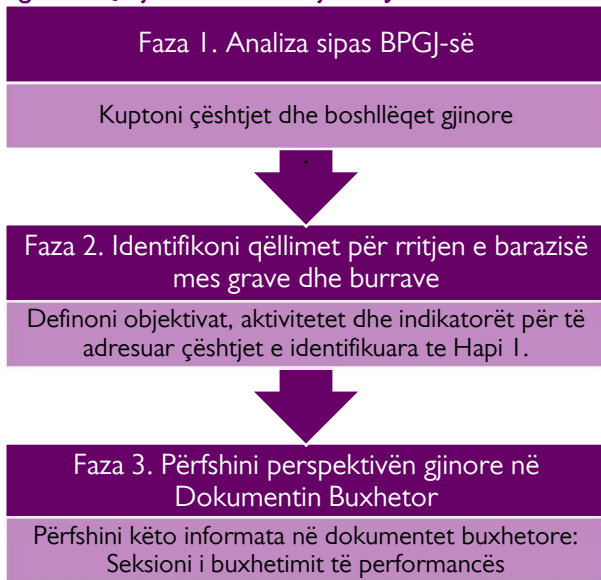 Faza 1. Analiza sipas BPGJ-së
Kuptoni çështjet dhe boshllëqet gjinore
Faza 2. Identifikoni qëllimet për rritjen e barazisë
mes grave dhe burrave
Definoni objektivat, aktivitetet dhe indikatorët për të
adresuar çështjet e identifikuara te Hapi 1.
Faza 3. Përfshini perspektivën gjinore në
Dokumentin Buxhetor
Përfshini këto informata në dokumentet buxhetore:
Seksioni i buxhetimit të performancës